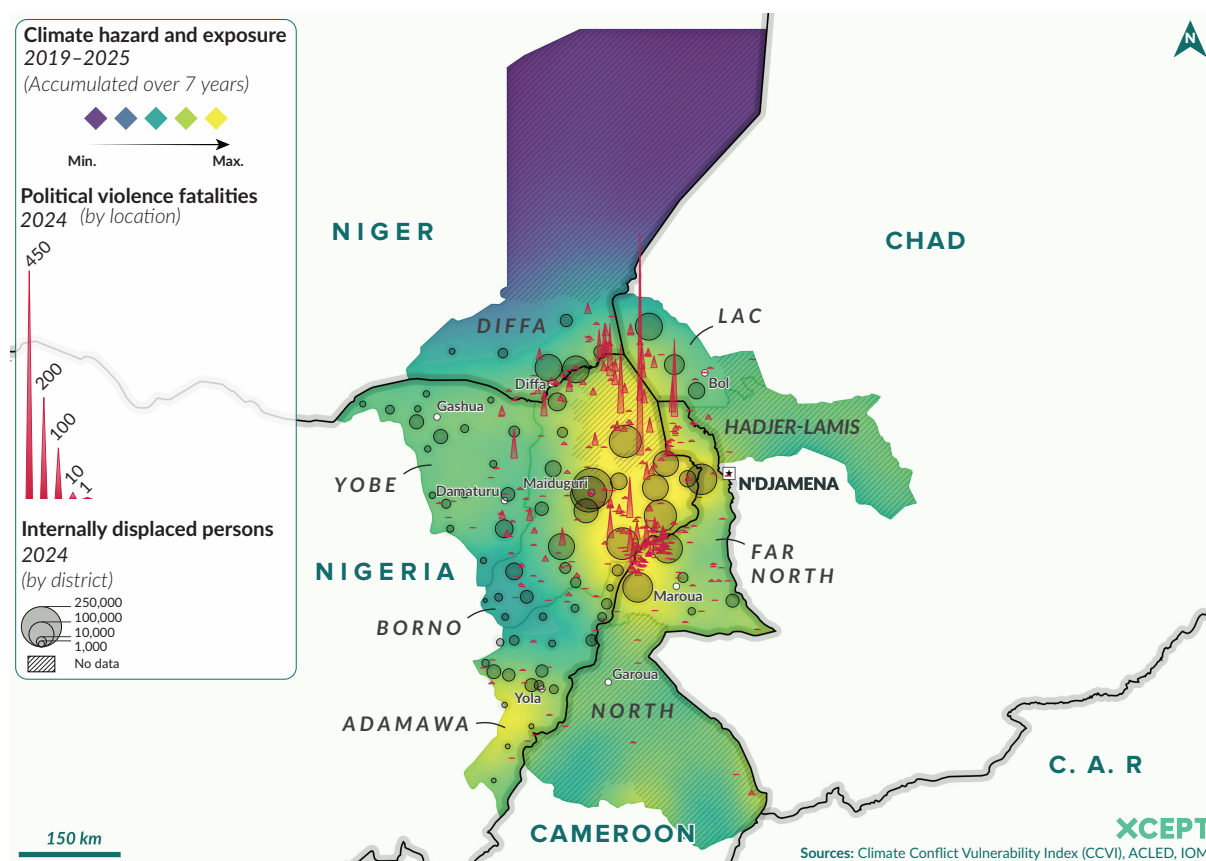 Climate hazard and exposure
2019–2025
(Accumulated over 7 years)
Min.
Max.
Political violence fatalities
2024 (by location)
450
200
100
10
1
Internally displaced persons
2024
(by district)
250,000
100,000
10,000
1,000
No data
N
NIGER
CHAD
DIFFA
LAC
Diffa
Bol
Gashua
HADJER-LAMIS
YOBE
Damaturu
Maiduguri
N'DJAMENA
NIGERIA
FAR
NORTH
Maroua
BORNO
Garoua
Yola
NORTH
ADAMAWA
C. A. R
CAMEROON
150 km
XCEPT
Sources: Climate Conflict Vulnerability Index (CCVI), ACLED, IOM